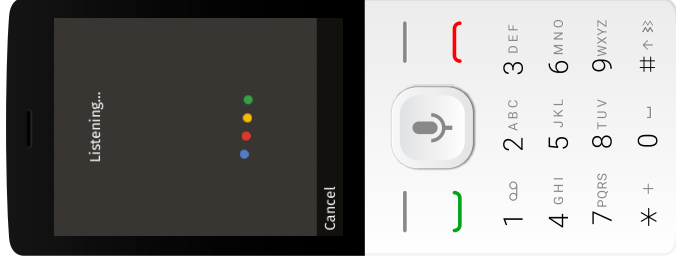 Listening...
Cancel
1 2 ABC 3 DEF
4 GHI 5 JKL 6 MNO
7 PQRS 8 TUV 9 WXYZ
* + 0 ␣ # ↑